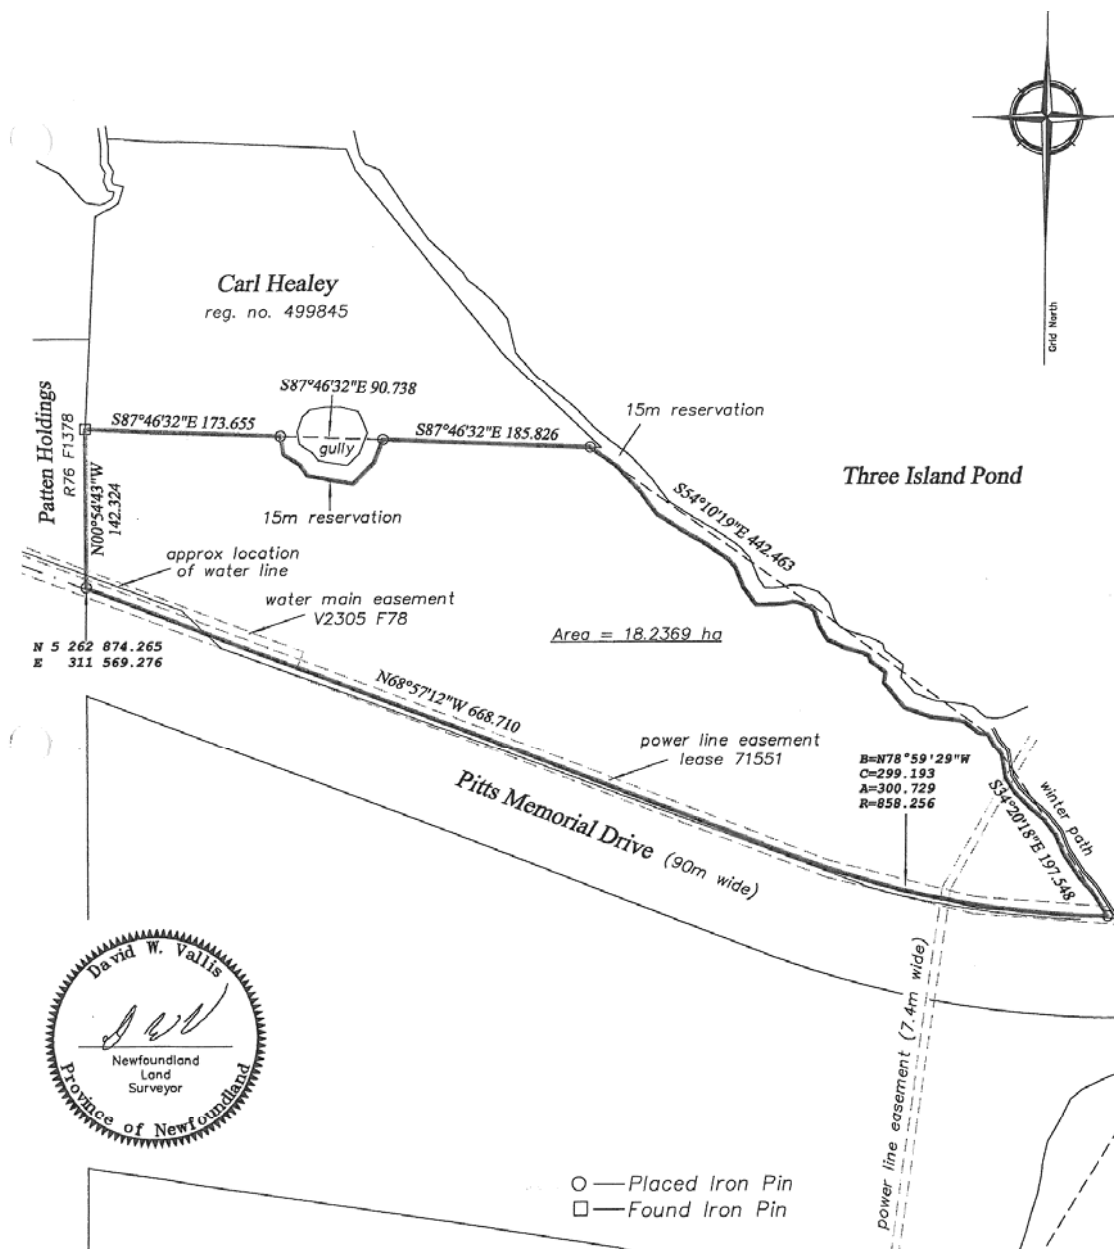 Grid North
Carl Healey
reg. no. 499845
S87°46'32"E 90.738
S87°46'32"E 173.655
S87°46'32"E 185.826
gully
15m reservation
15m reservation
Three Island Pond
Patten Holdings
R76 F1378
N00°54'43"W
142.324
S54°10'19"E 442.463
approx location
of water line
water main easement
V2305 F78
Area = 18.2369 ha
N 5 262 874.265
E 311 569.276
N68°57'12"W 668.710
power line easement
lease 71551
B=N78°59'29"W
C=299.193
A=300.729
R=858.256
winter path
S34°20'18"E 197.548
Pitts Memorial Drive (90m wide)
power line easement (7.4m wide)
David W. Vallis
Newfoundland
Land
Surveyor
Province of Newfoundland
Placed Iron Pin
Found Iron Pin